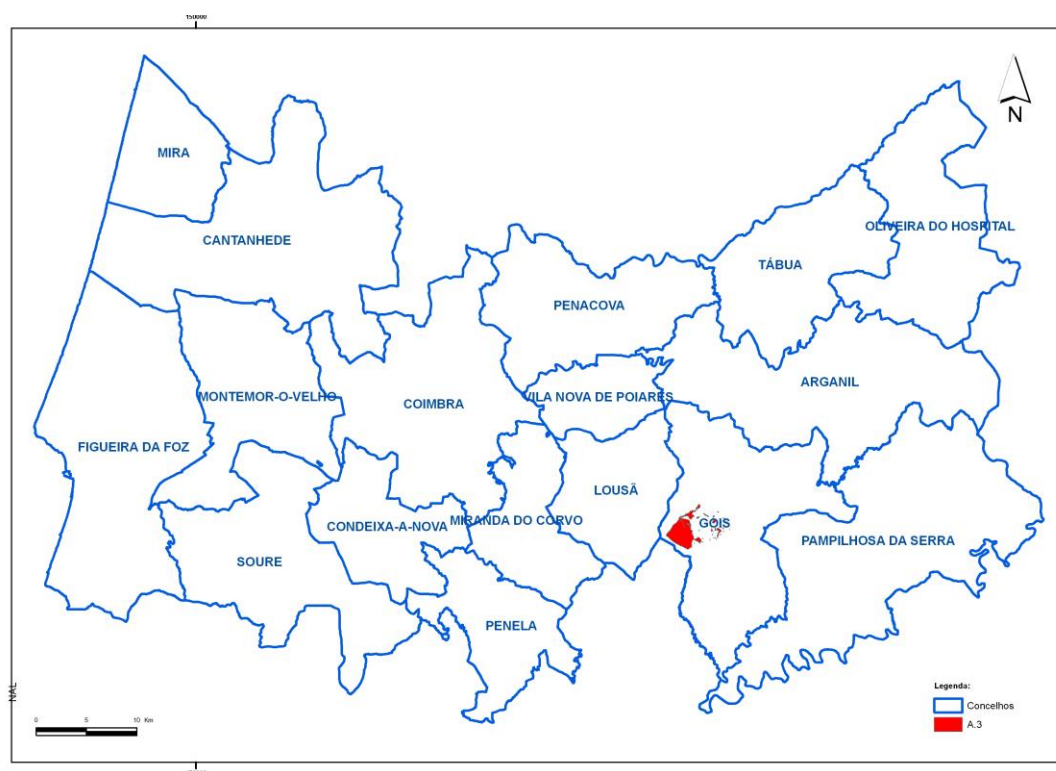 150000
N
MIRA
CANTANHEDE
OLIVEIRA DO HOSPITAL
TÁBUA
PENACOVA
ARGANIL
VILA NOVA DE POIARES
MONTEMOR-O-VELHO
COIMBRA
FIGUEIRA DA FOZ
LOUSÃ
CONDEIXA-A-NOVA
MIRANDA DO CORVO
GOIS
PAMPILHOSA DA SERRA
SOURE
PENELA
NAL
0 5 10 Km
Legenda:
Concelhos
A.3